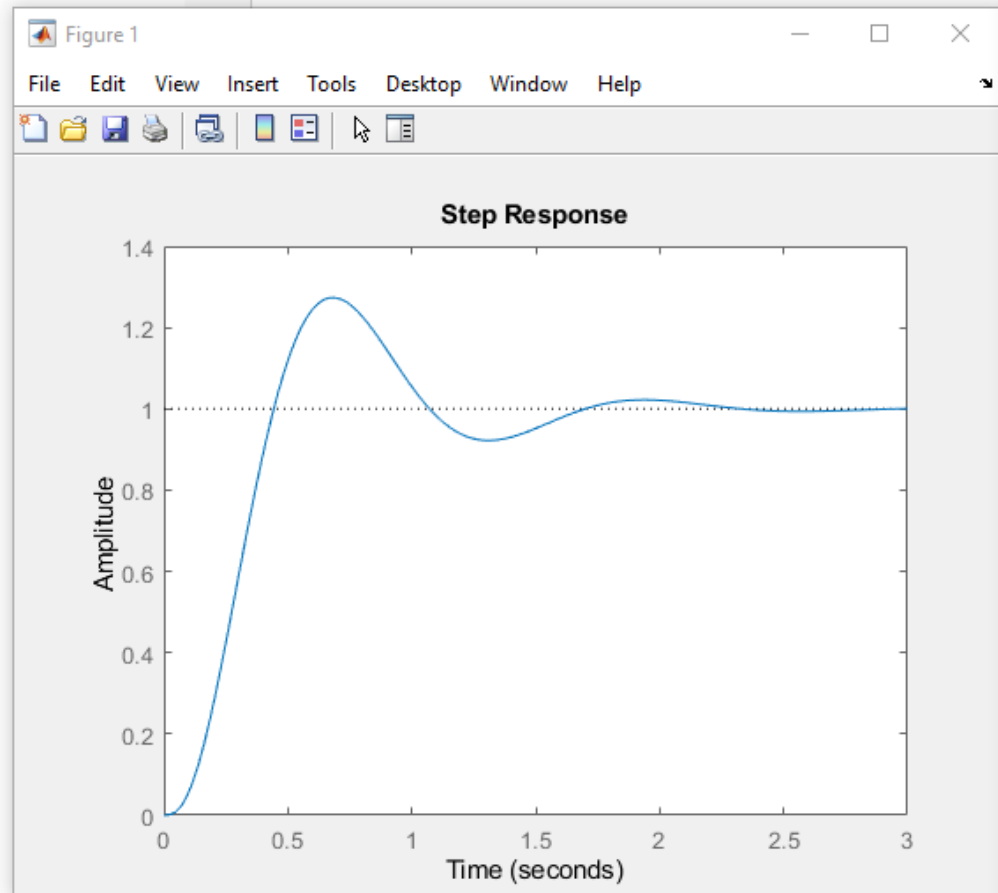 Figure 1
File Edit View Insert Tools Desktop Window Help
Step Response
1.4
1.2
1
0.8
0.6
0.4
0.2
0
Amplitude
0 0.5 1 1.5 2 2.5 3
Time (seconds)